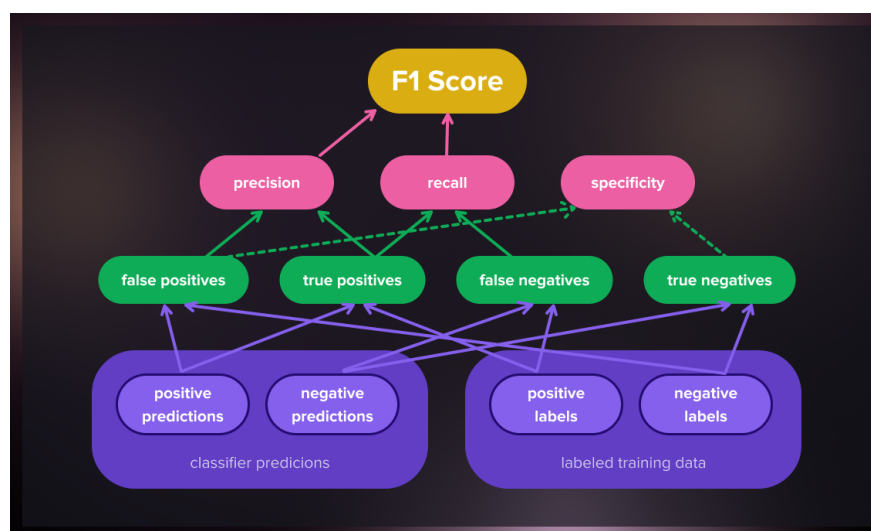 F1 Score
precision
recall
specificity
false positives
true positives
false negatives
true negatives
positive
predictions
negative
predictions
positive
labels
negative
labels
classifier predicions
labeled training data